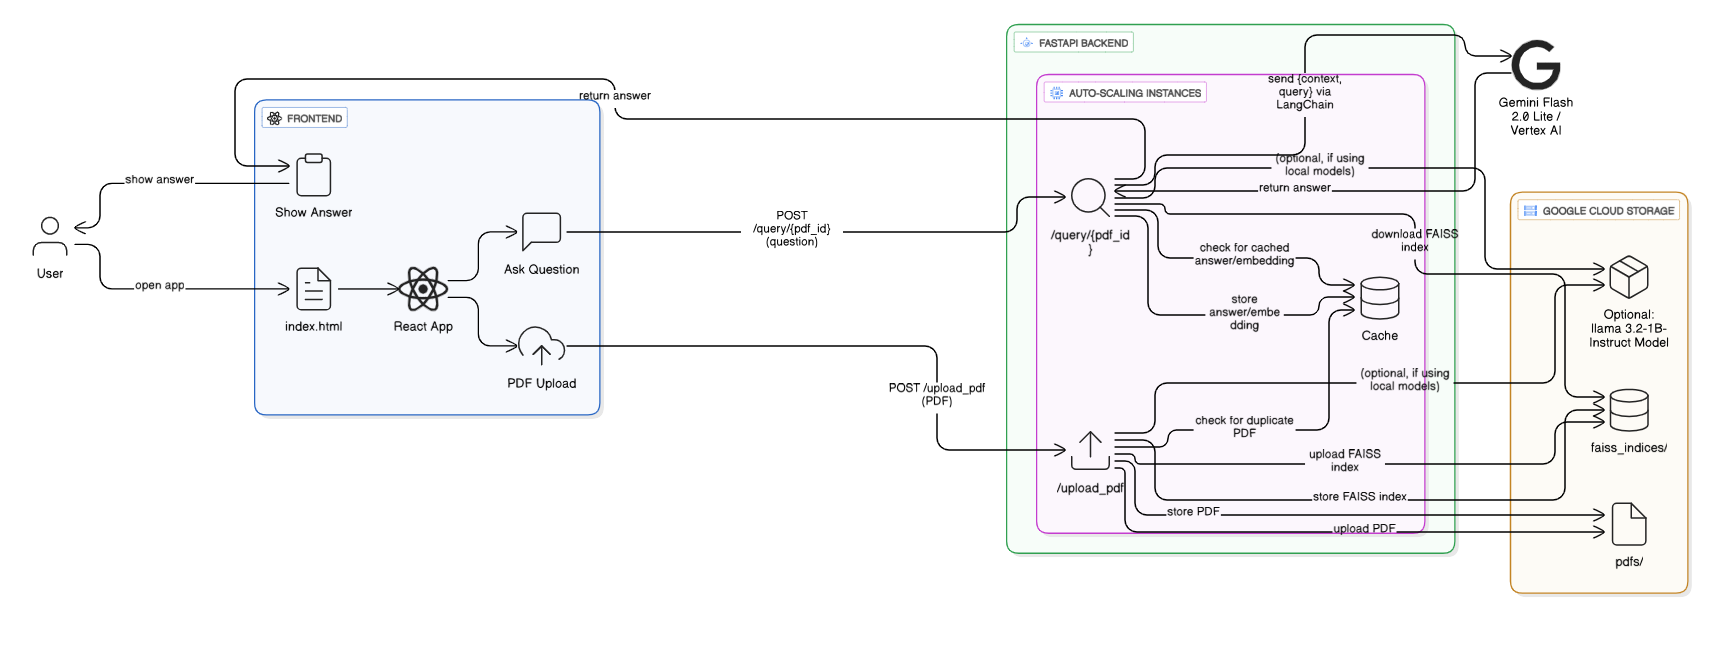 FASTAPI BACKEND
send {context,
query} via
LangChain
Gemini Flash
2.0 Lite /
Vertex AI
AUTO-SCALING INSTANCES
return answer
FRONTEND
(optional, if using
local models)
return answer
show answer
Show Answer
User
open app
index.html
React App
Ask Question
PDF Upload
POST
/query/{pdf_id}
(question)
POST /upload_pdf
(PDF)
/query/{pdf_id
}
check for cached
answer/embedding
store
answer/embe
dding
Cache
download FAISS
index
GOOGLE CLOUD STORAGE
Optional:
llama 3.2-1B-
Instruct Model
(optional, if using
local models)
check for duplicate
PDF
upload FAISS
index
/upload_pdf
store FAISS index
store PDF
upload PDF
faiss_indices/
pdfs/